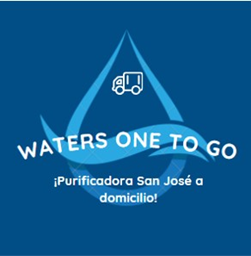 WATERS ONE TO GO
¡Purificadora San José a
domicilio!